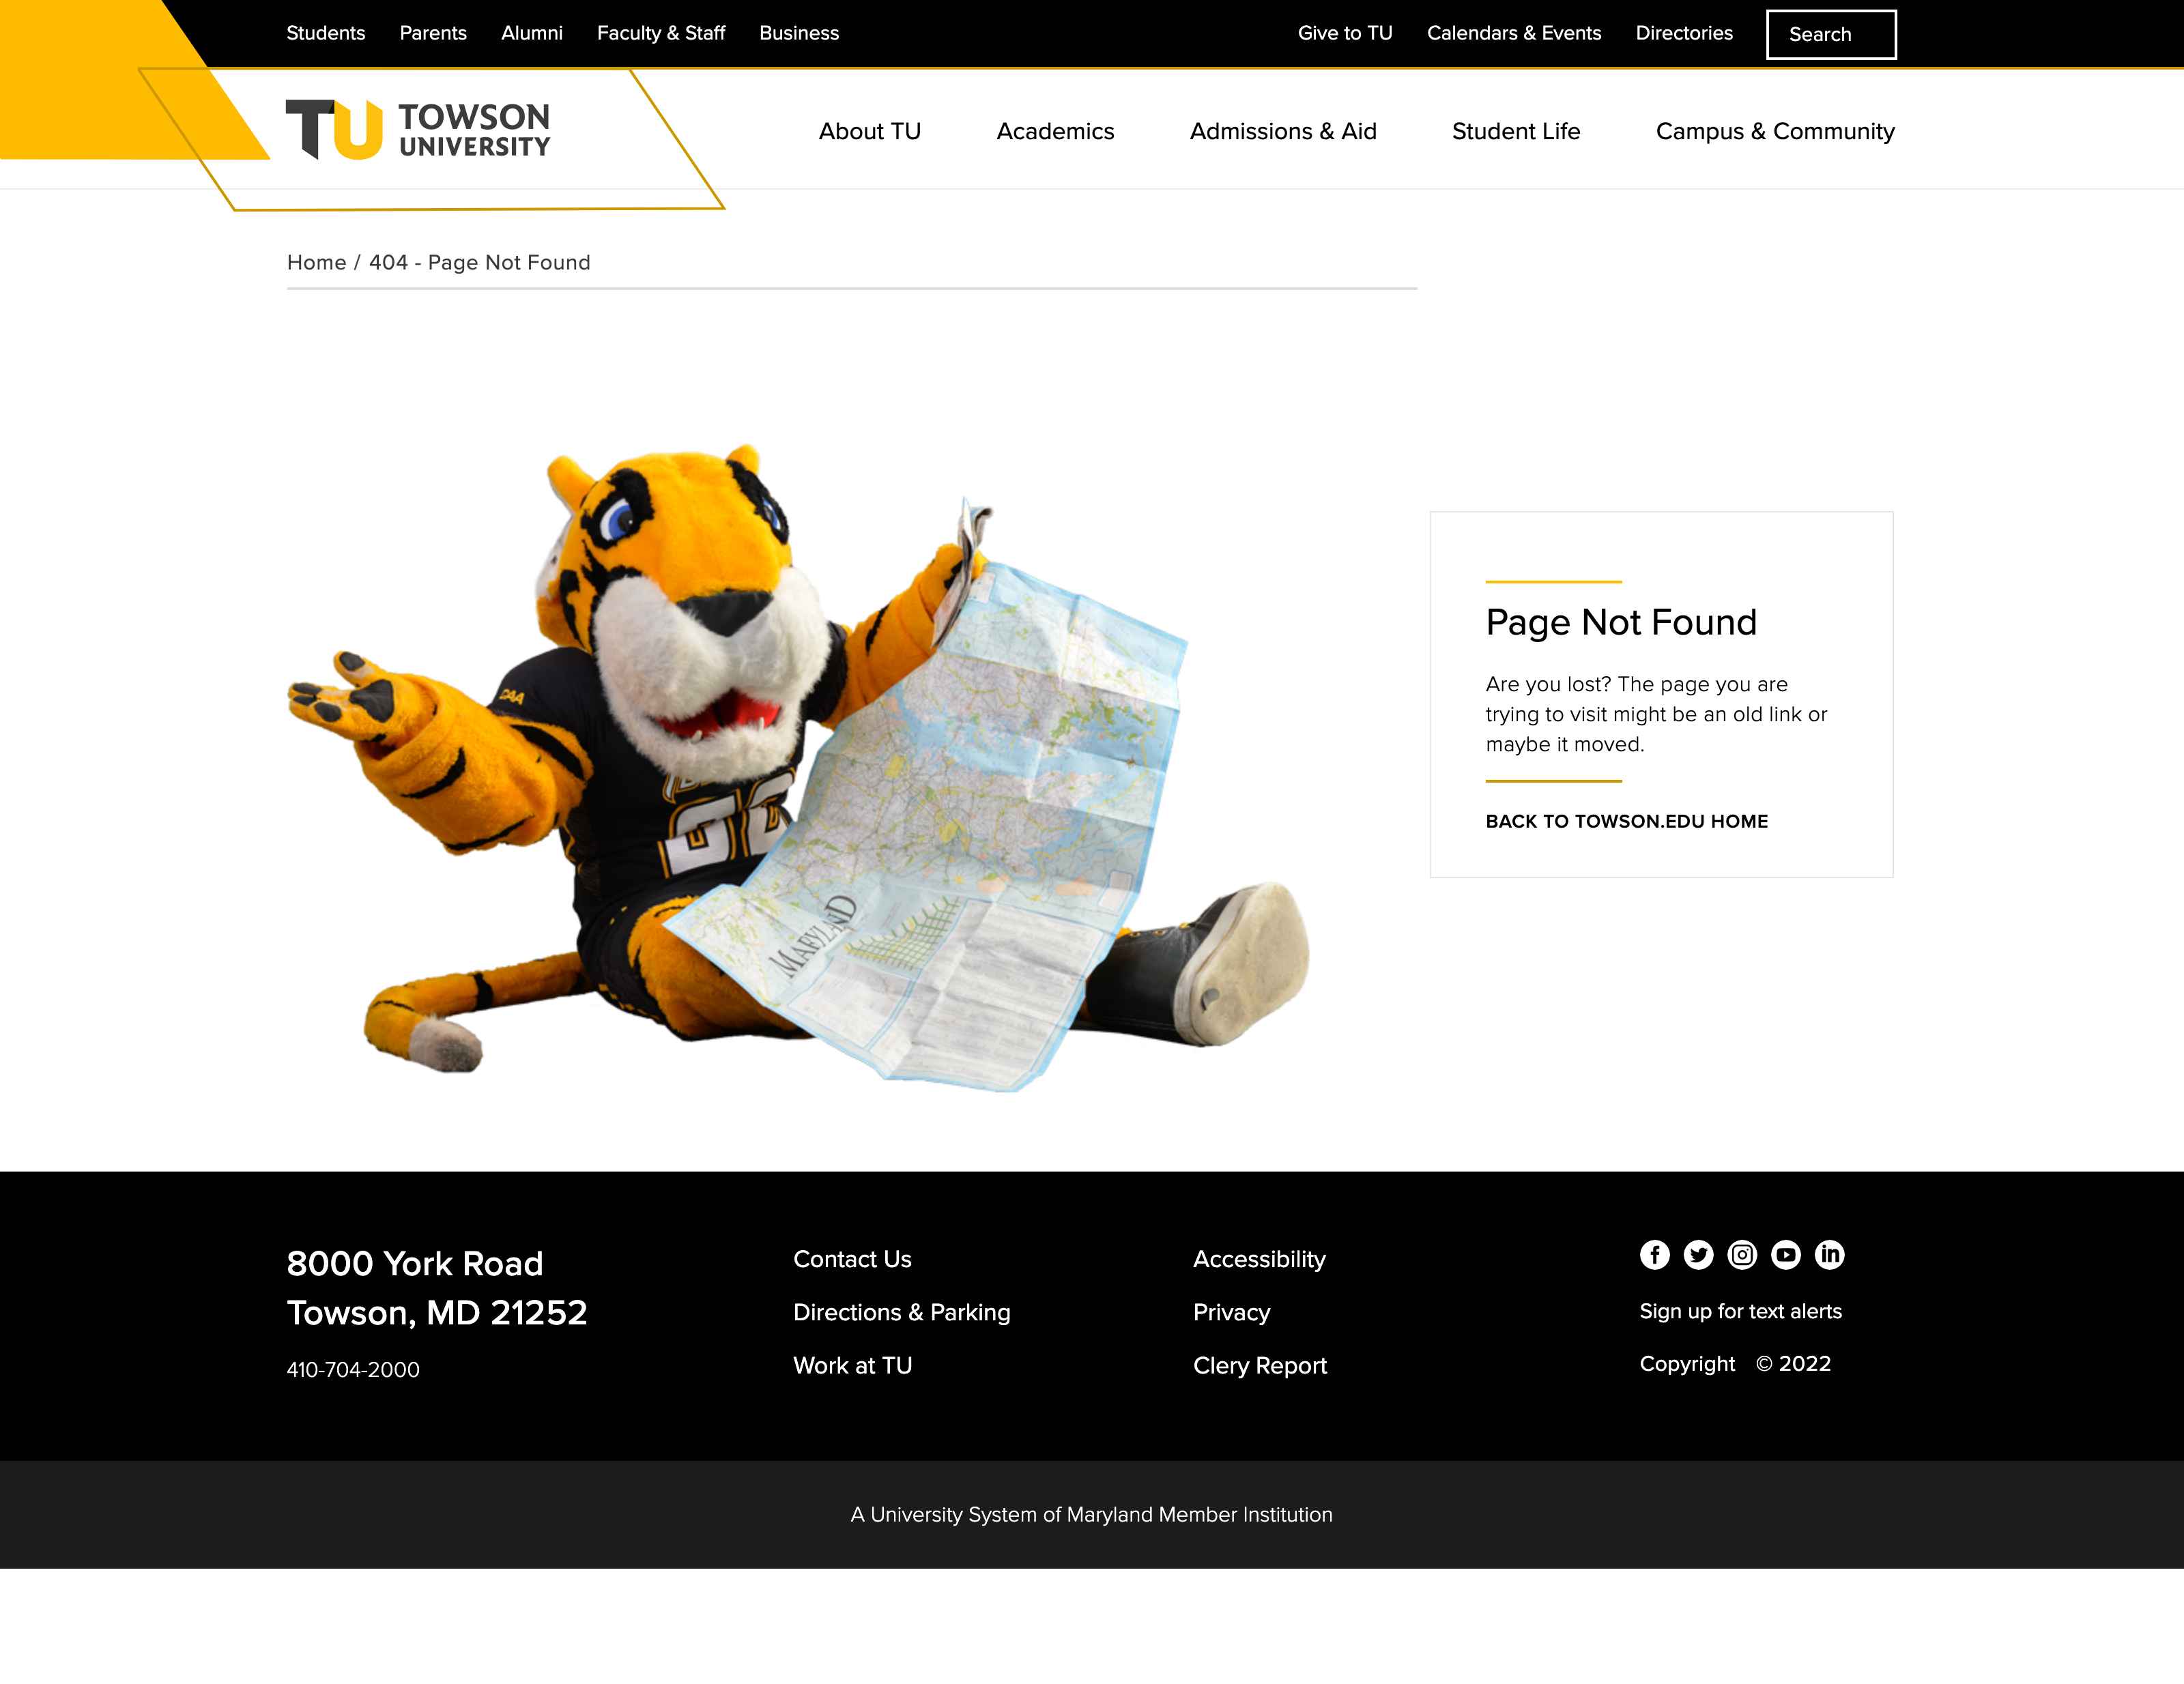 Students Parents Alumni Faculty & Staff Business Give to TU Calendars & Events Directories Search
TU TOWSON
UNIVERSITY
About TU Academics Admissions & Aid Student Life Campus & Community
Home / 404 - Page Not Found
CAA
MARYLAND
Page Not Found
Are you lost? The page you are
trying to visit might be an old link or
maybe it moved.
BACK TO TOWSON.EDU HOME
8000 York Road
Towson, MD 21252
410-704-2000
Contact Us
Directions & Parking
Work at TU
Accessibility
Privacy
Clery Report
Sign up for text alerts
Copyright © 2022
A University System of Maryland Member Institution